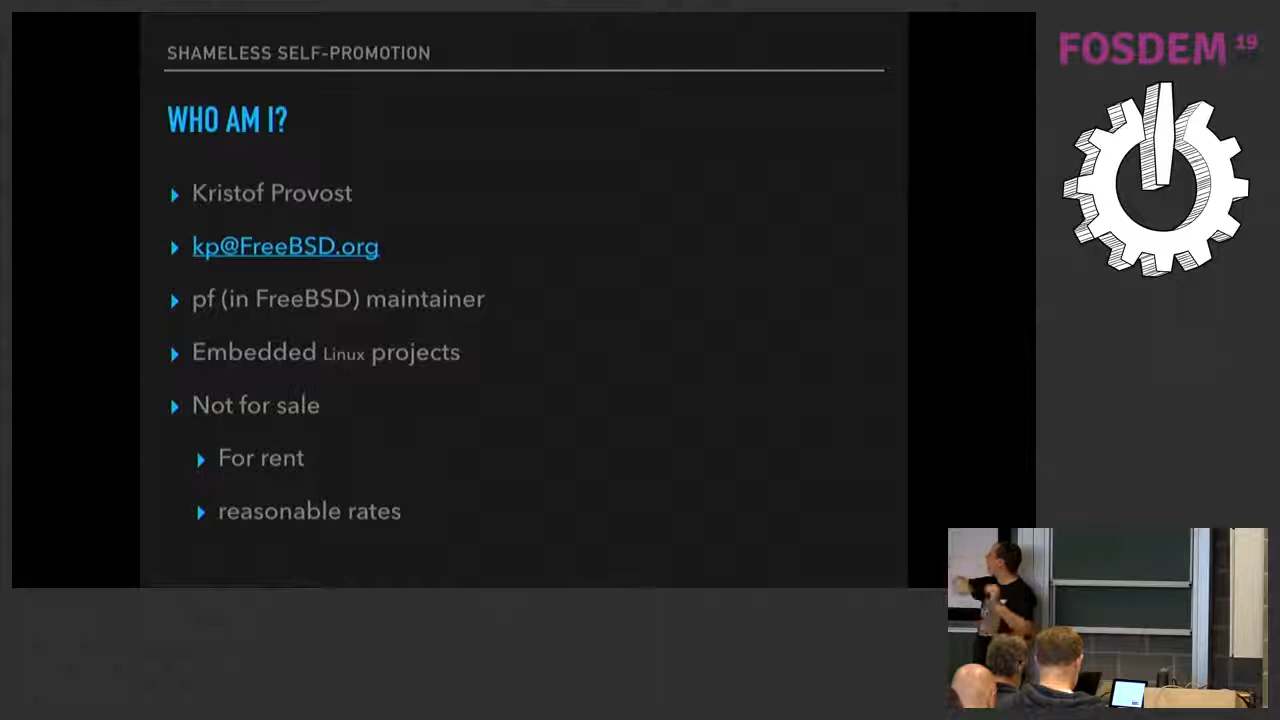 SHAMELESS SELF-PROMOTION
WHO AM I?
Kristof Provost
kp@FreeBSD.org
pf (in FreeBSD) maintainer
Embedded Linux projects
Not for sale
For rent
reasonable rates
FOSDEM 19